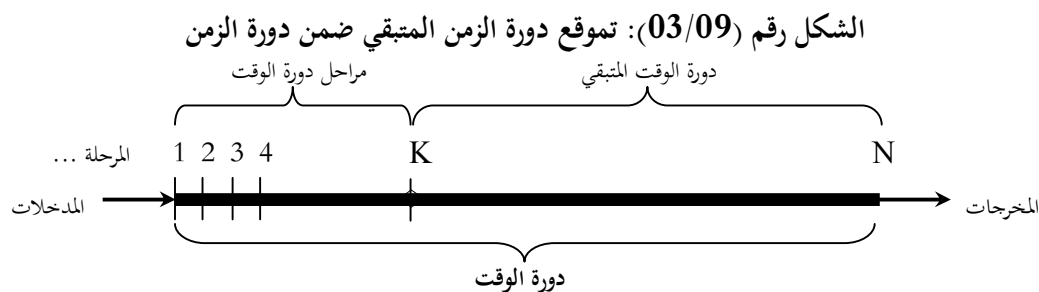 الشكل رقم (03/09): تموقع دورة الزمن المتبقي ضمن دورة الزمن
مراحل دورة الوقت
دورة الوقت المتبقي
المرحلة ... 1 2 3 4 K N
المدخلات
المخرجات
دورة الوقت